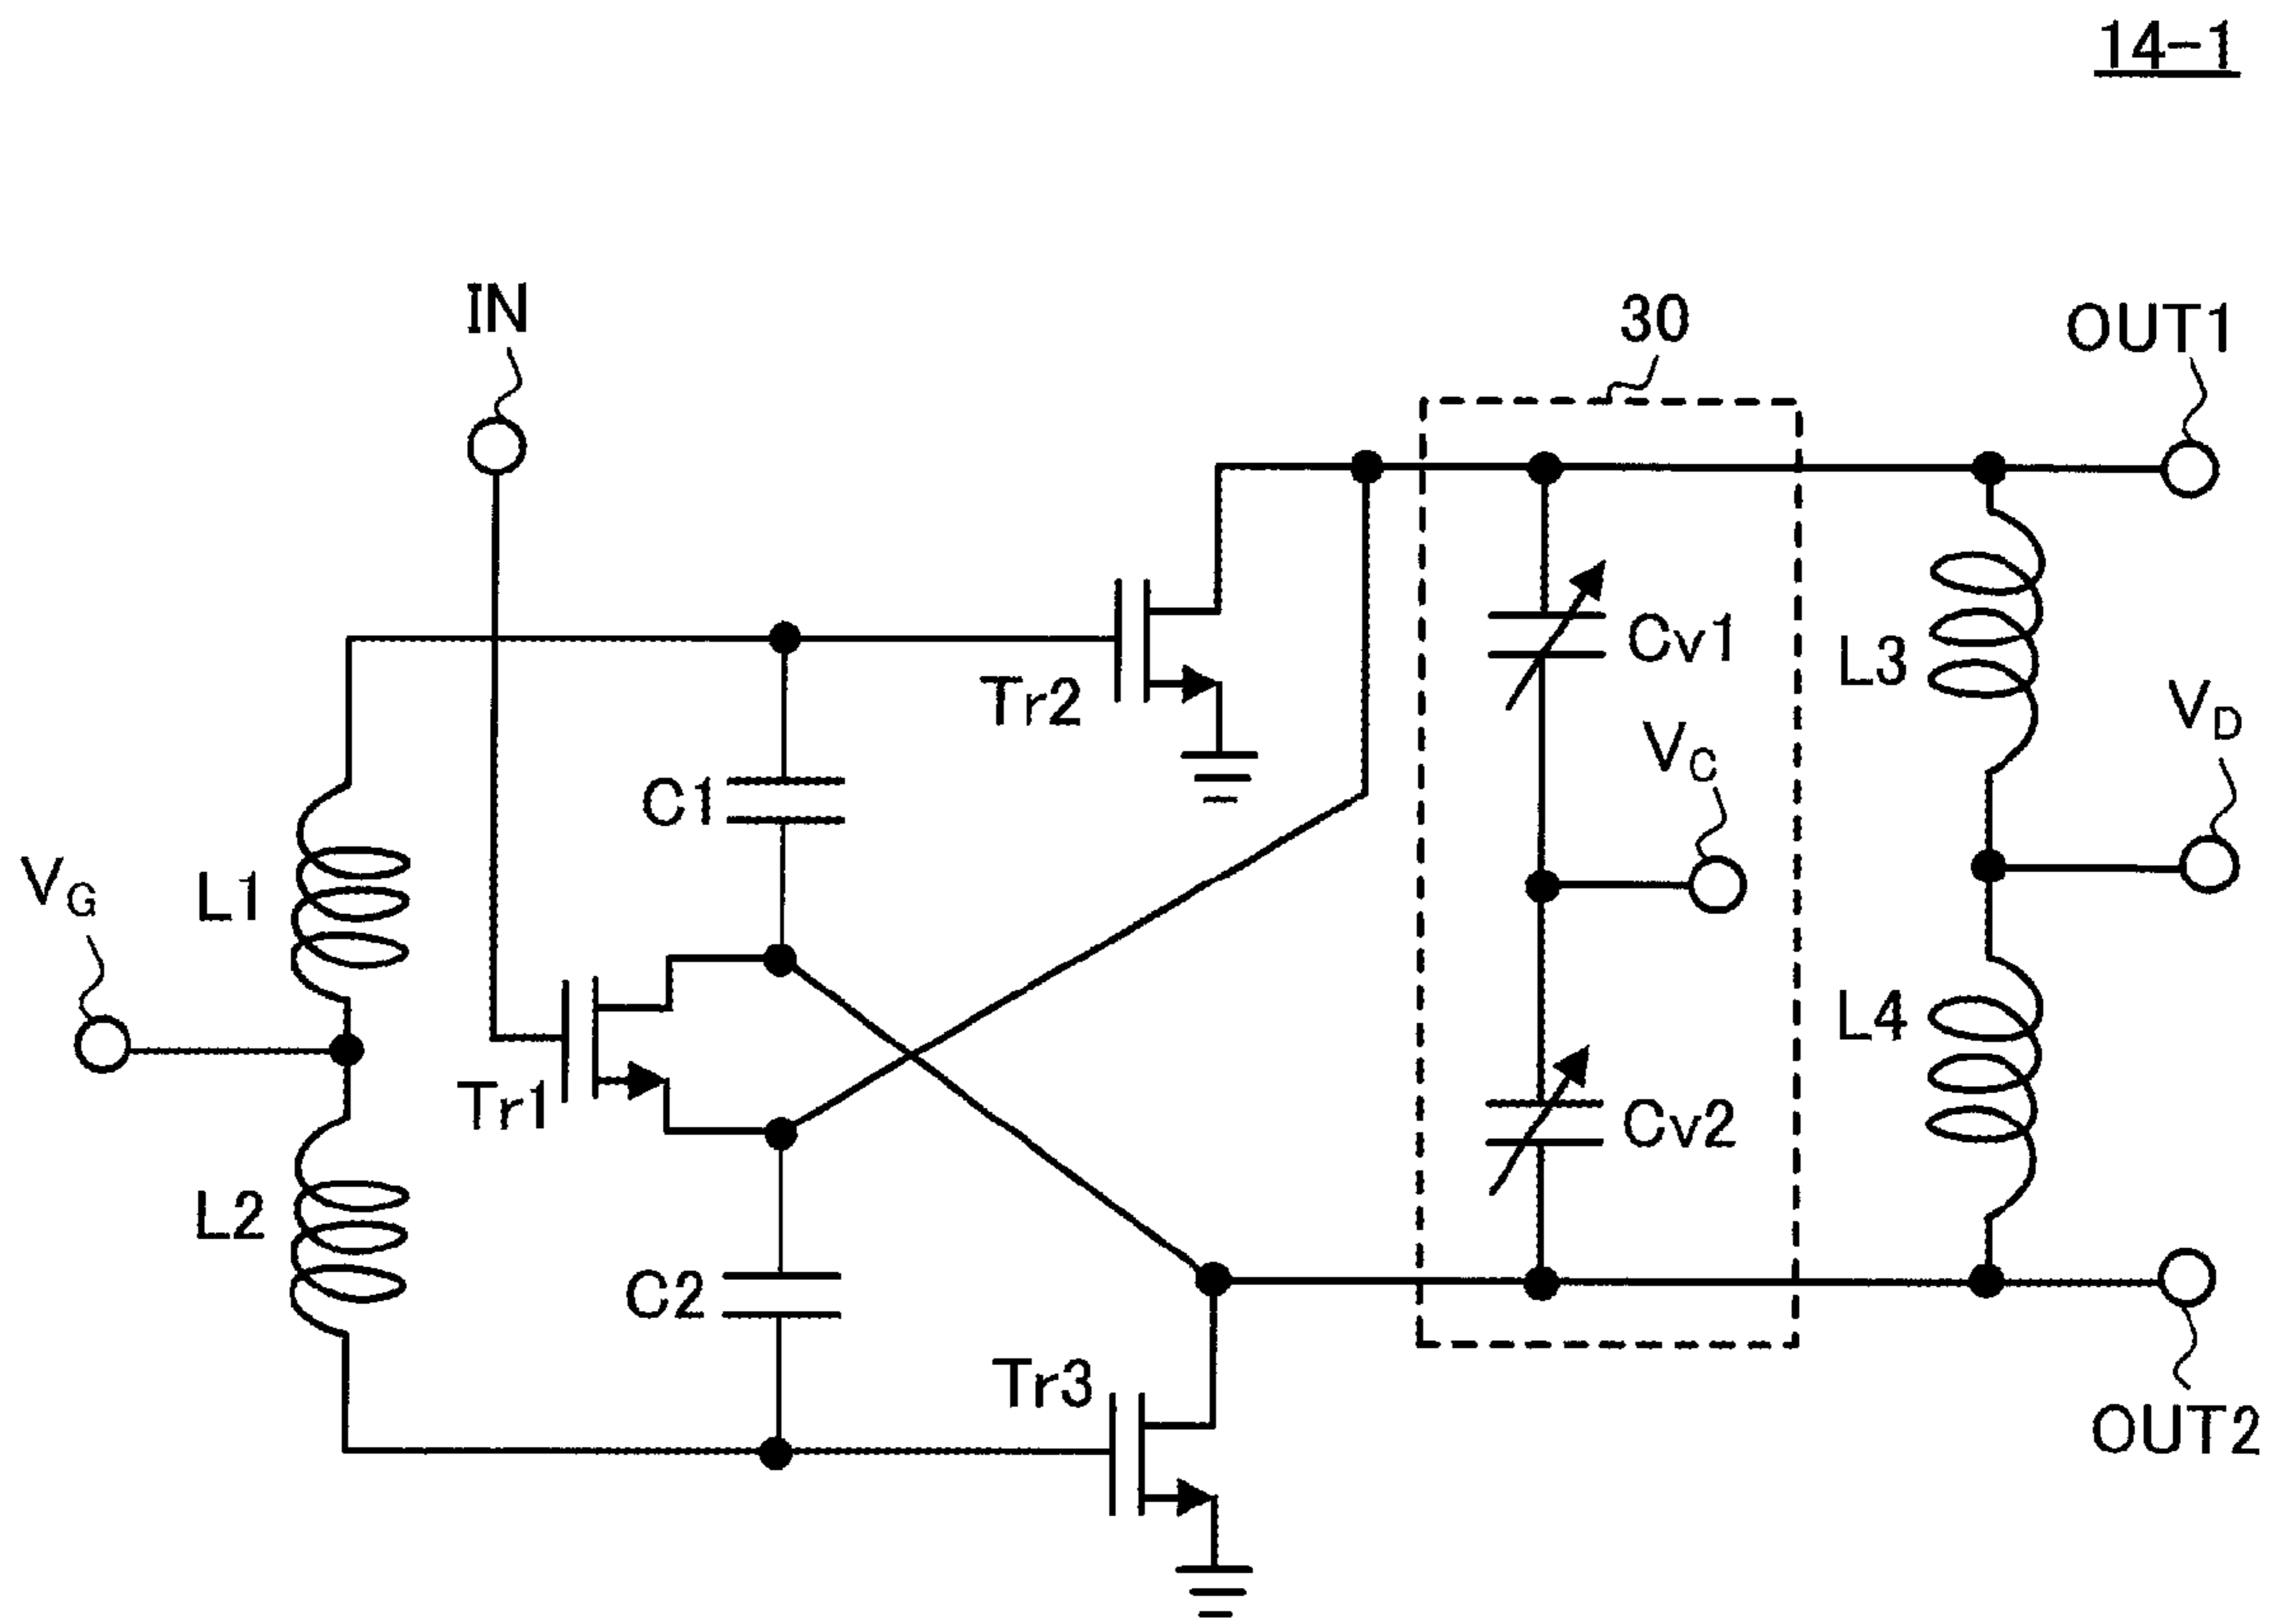 14-1
IN
30
OUT1
Cv1
L3
Tr2
VD
VC
C1
VG
L1
L4
Tr1
Cv2
L2
C2
Tr3
OUT2